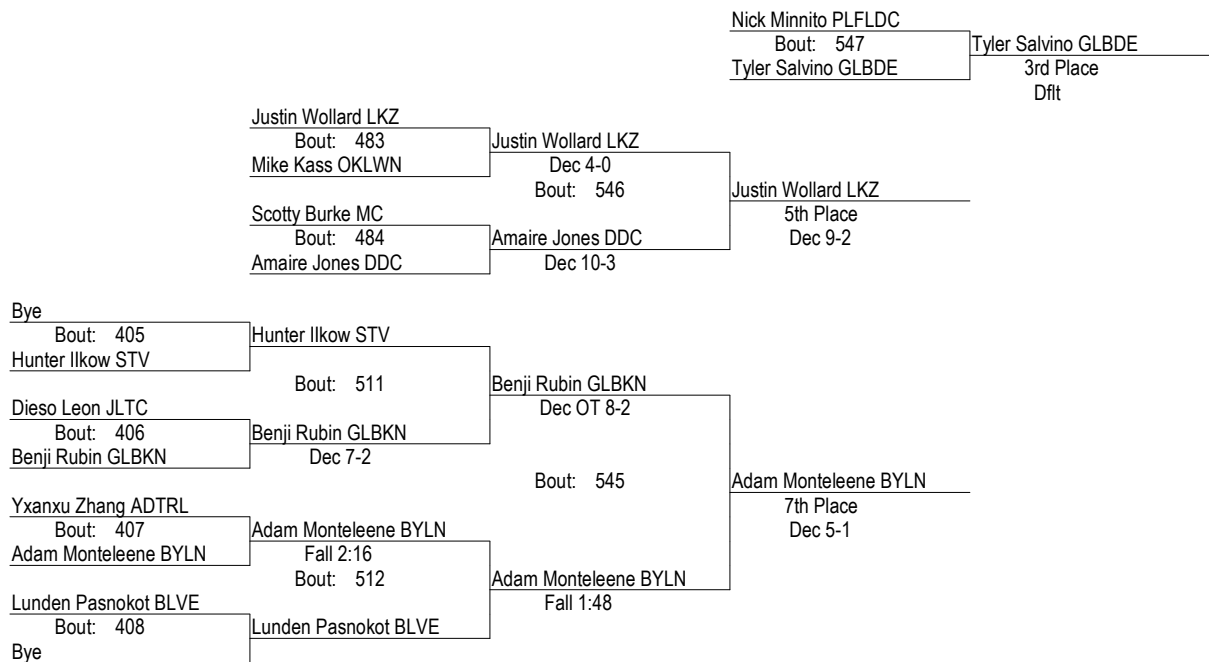 Nick Minnito PLFLDC
Bout: 547
Tyler Salvino GLBDE
Tyler Salvino GLBDE
3rd Place
Dflt
Justin Wollard LKZ
Bout: 483
Mike Kass OKLWN
Justin Wollard LKZ
Dec 4-0
Bout: 546
Scotty Burke MC
Bout: 484
Amaire Jones DDC
Amaire Jones DDC
Dec 10-3
Justin Wollard LKZ
5th Place
Dec 9-2
Bye
Bout: 405
Hunter Ilkow STV
Hunter Ilkow STV
Bout: 511
Dieso Leon JLTC
Bout: 406
Benji Rubin GLBKN
Benji Rubin GLBKN
Dec 7-2
Benji Rubin GLBKN
Dec OT 8-2
Bout: 545
Yxanxu Zhang ADTRL
Bout: 407
Adam Monteleene BYLN
Adam Monteleene BYLN
Fall 2:16
Bout: 512
Lunden Pasnokot BLVE
Bout: 408
Bye
Lunden Pasnokot BLVE
Adam Monteleene BYLN
Fall 1:48
Adam Monteleene BYLN
7th Place
Dec 5-1